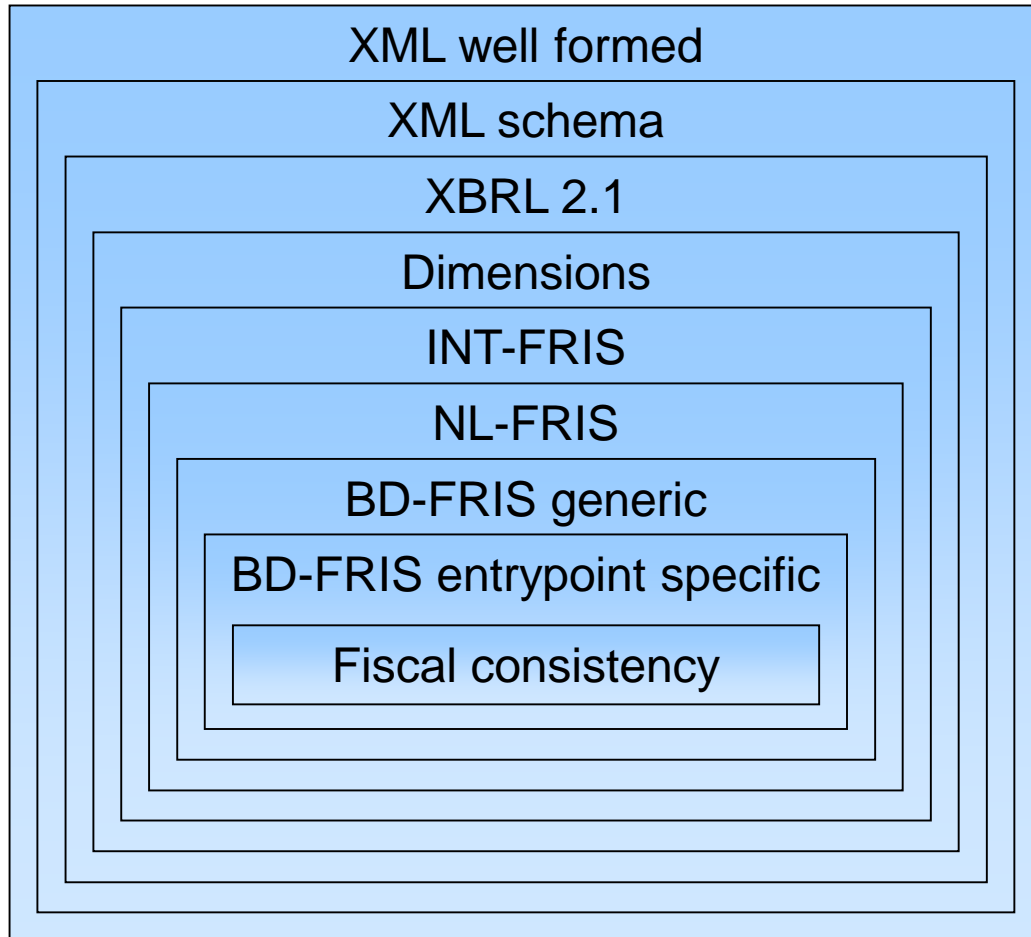 XML well formed
XML schema
XBRL 2.1
Dimensions
INT-FRIS
NL-FRIS
BD-FRIS generic
BD-FRIS entrypoint specific
Fiscal consistency